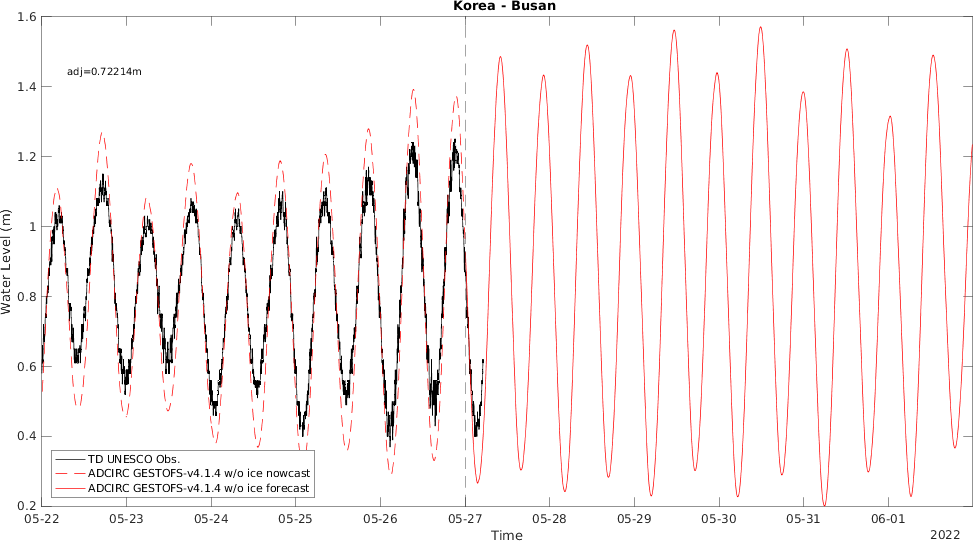 Korea - Busan
1.6
1.4
1.2
1
0.8
0.6
0.4
0.2
Water Level (m)
adj=0.72214m
TD UNESCO Obs.
ADCIRC GESTOFS-v4.1.4 w/o ice nowcast
ADCIRC GESTOFS-v4.1.4 w/o ice forecast
05-22 05-23 05-24 05-25 05-26 05-27 05-28 05-29 05-30 05-31 06-01
Time
2022